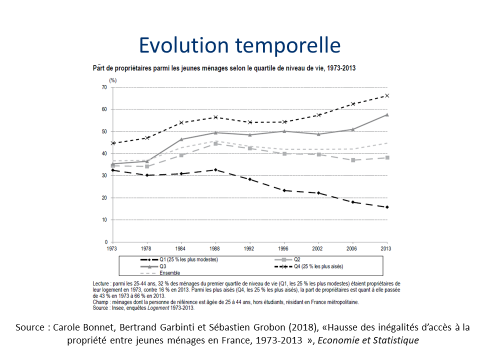 Evolution temporelle
Part de propriétaires parmi les jeunes ménages selon le quartile de niveau de vie, 1973-2013
(%)
70
60
50
40
30
20
10
0
1973 1978 1984 1988 1992 1996 2002 2006 2013
Q1 (25 % les plus modestes) Q2
Q3 Q4 (25 % les plus aisés)
Ensemble
Lecture : parmi les 25-44 ans, 32 % des ménages du premier quartile de niveau de vie (Q1, les 25 % les plus modestes) étaient propriétaires de
leur logement en 1973, contre 16 % en 2013. Parmi les plus aisés (Q4, les 25 % les plus aisés), la part de propriétaires est quant à elle passée
de 43 % en 1973 à 66 % en 2013.
Champ : ménages dont la personne de référence est âgée de 25 à 44 ans, hors étudiants, résidant en France métropolitaine.
Source : Insee, enquêtes Logement 1973-2013.
Source : Carole Bonnet, Bertrand Garbinti et Sébastien Grobon (2018), «Hausse des inégalités d’accès à la
propriété entre jeunes ménages en France, 1973-2013 », Economie et Statistique